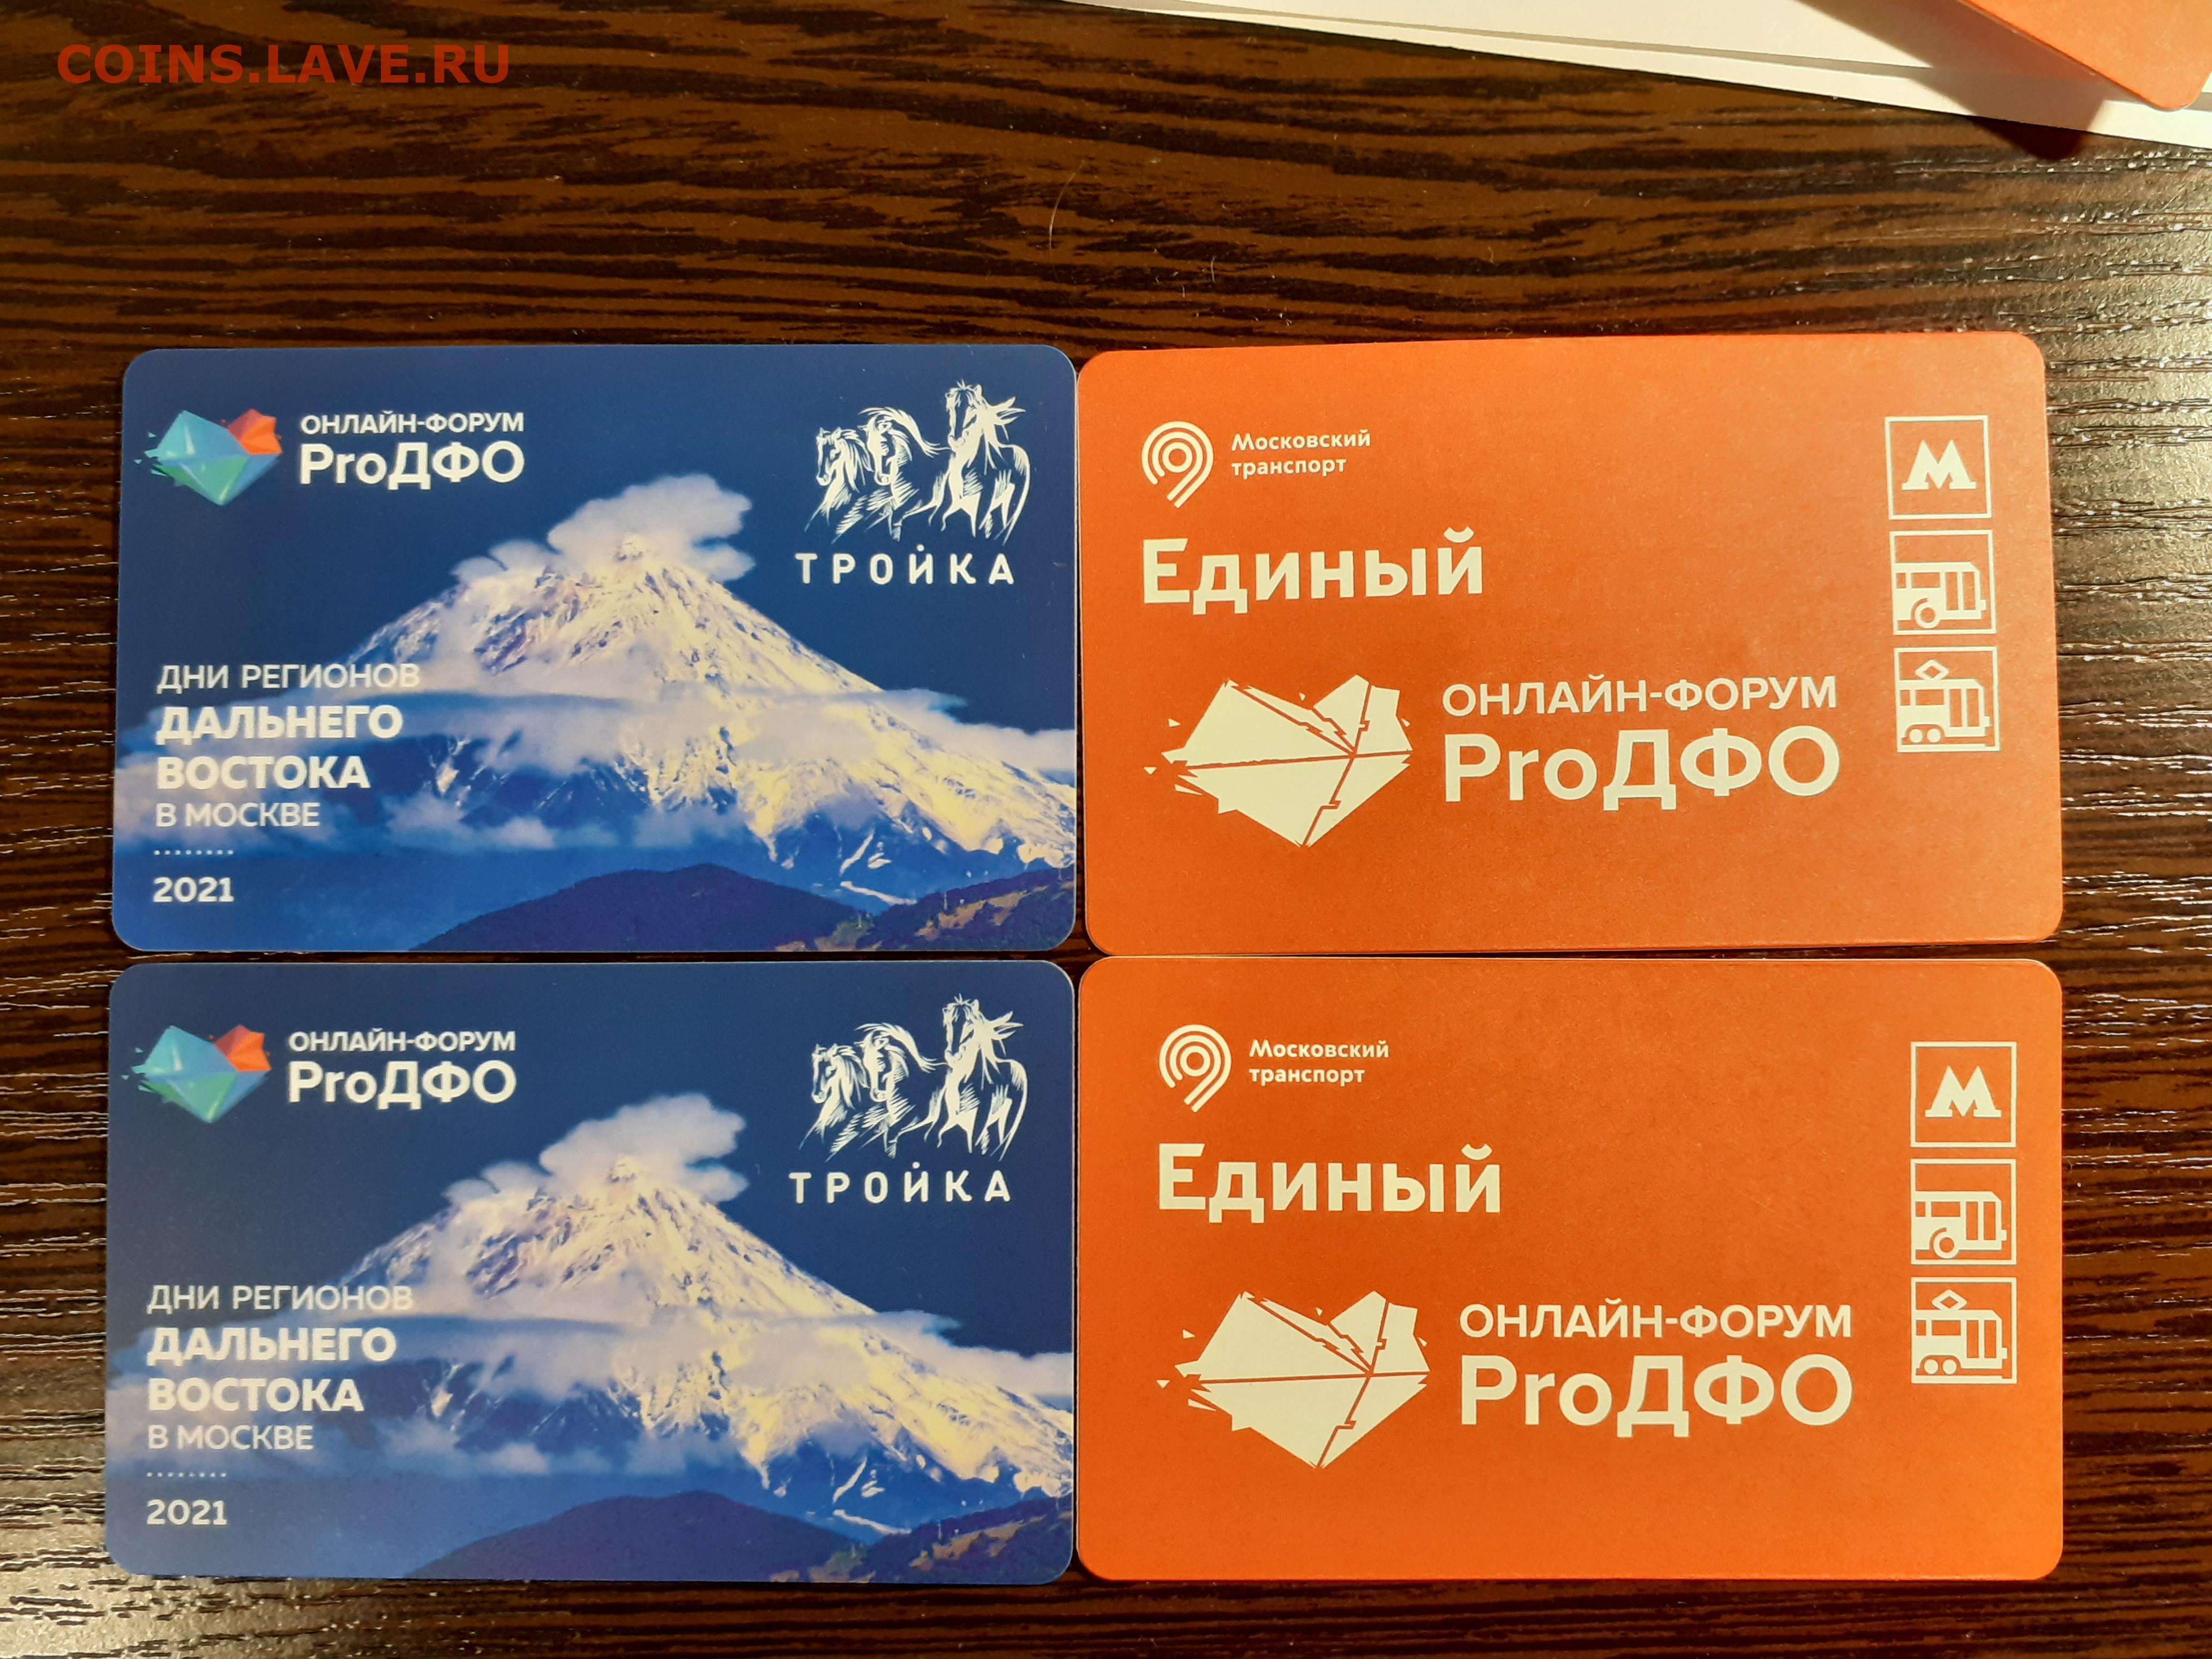 COINS.LAVE.RU
ОНЛАЙН-ФОРУМ
ProДФО
ТРОЙКА
ДНИ РЕГИОНОВ
ДАЛЬНЕГО
ВОСТОКА
В МОСКВЕ
2021
Московский
транспорт
Единый
М
ОНЛАЙН-ФОРУМ
ProДФО
ОНЛАЙН-ФОРУМ
ProДФО
ТРОЙКА
ДНИ РЕГИОНОВ
ДАЛЬНЕГО
ВОСТОКА
В МОСКВЕ
2021
Московский
транспорт
Единый
М
ОНЛАЙН-ФОРУМ
ProДФО